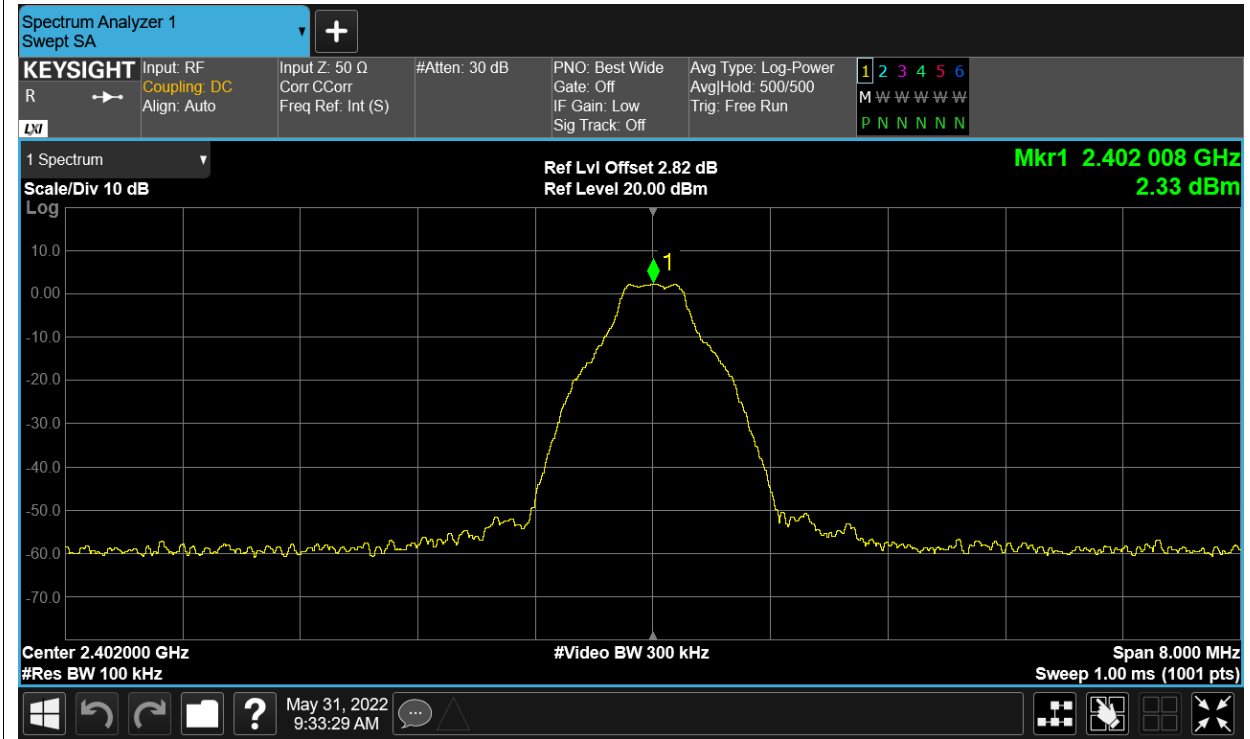 Spectrum Analyzer 1
Swept SA
KEYSIGHT
R
LXI
Input: RF
Coupling: DC
Align: Auto
Input Z: 50 Ω
Corr CCorr
Freq Ref: Int (S)
#Atten: 30 dB
PNO: Best Wide
Gate: Off
IF Gain: Low
Sig Track: Off
Avg Type: Log-Power
Avg|Hold: 500/500
Trig: Free Run
1 2 3 4 5 6
M W W W W W
P N N N N N
1 Spectrum
Scale/Div 10 dB
Log
Ref Lvl Offset 2.82 dB
Ref Level 20.00 dBm
Mkr1 2.402 008 GHz
2.33 dBm
1
10.0
0.00
-10.0
-20.0
-30.0
-40.0
-50.0
-60.0
-70.0
Center 2.402000 GHz
#Video BW 300 kHz
Span 8.000 MHz
#Res BW 100 kHz
Sweep 1.00 ms (1001 pts)
?
May 31, 2022
9:33:29 AM